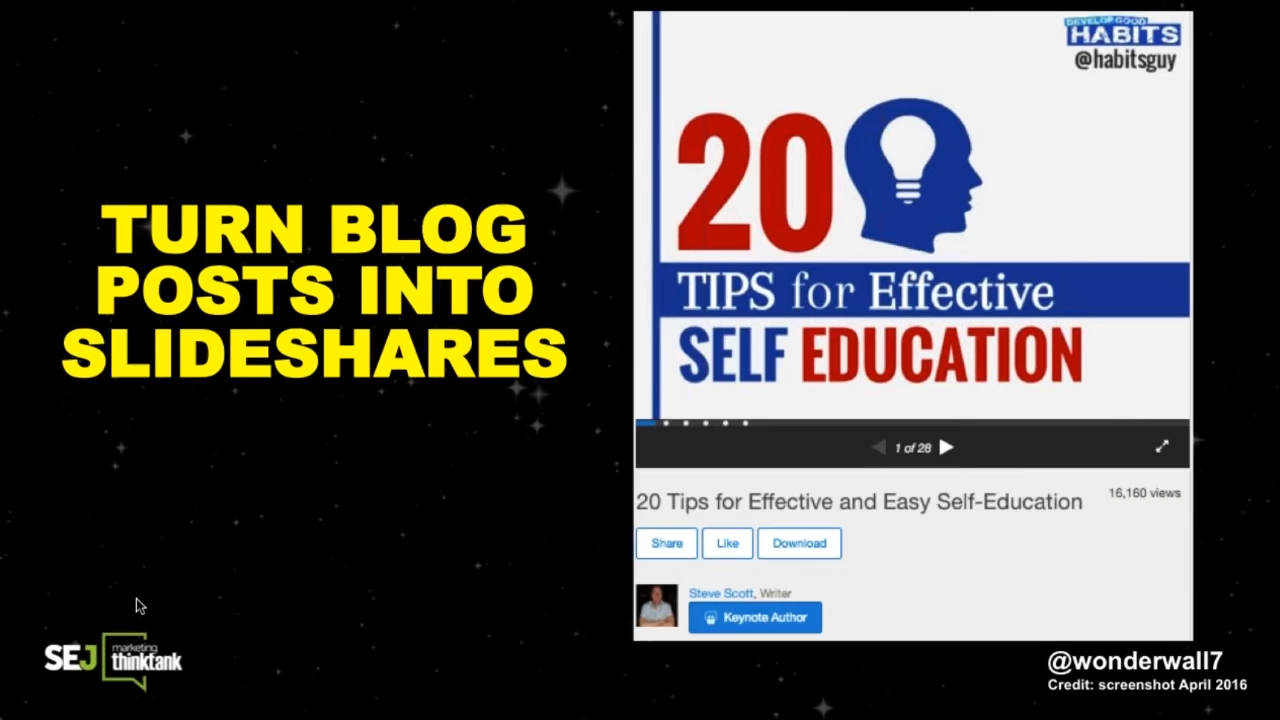 TURN BLOG
POSTS INTO
SLIDESHARES
DEVELOP GOOD
HABITS
@habitsguy
20
TIPS for Effective
SELF EDUCATION
1 of 28
20 Tips for Effective and Easy Self-Education
16,160 views
Share
Like
Download
Steve Scott, Writer
Keynote Author
SEJ
marketing
thinktank
@wonderwall7
Credit: screenshot April 2016